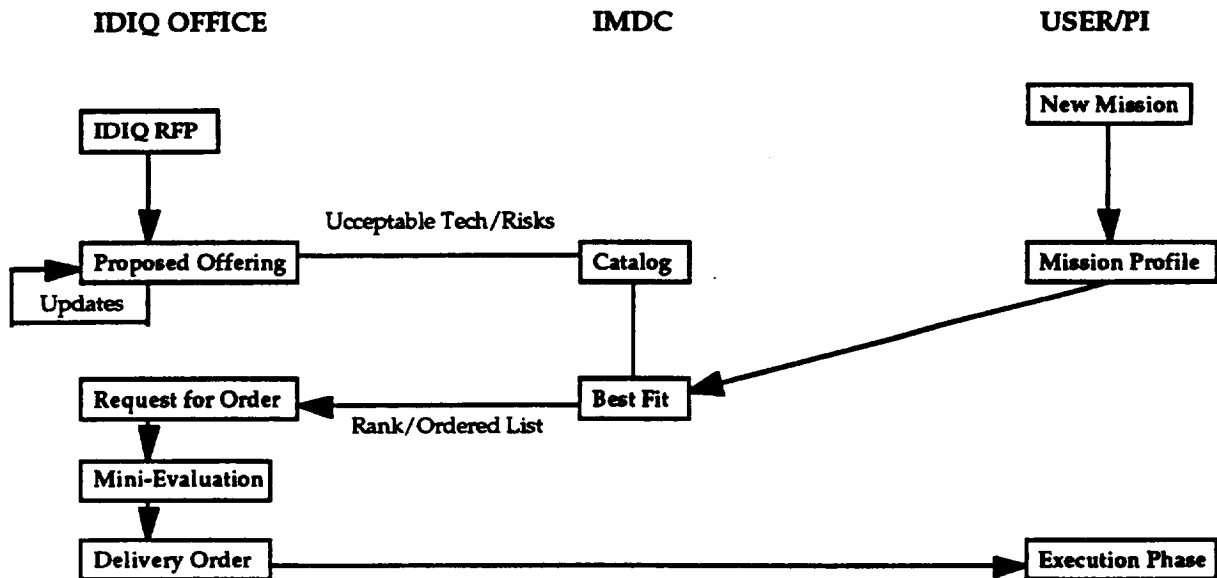 IDIQ OFFICE IMDC USER/PI
New Mission
IDIQ RFP
Ucceptable Tech/Risks
Proposed Offering Catalog Mission Profile
Updates
Request for Order Best Fit
Rank/Ordered List
Mini-Evaluation
Delivery Order Execution Phase